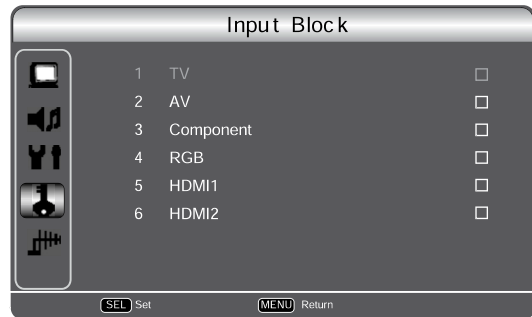 Input Block
1 TV
2 AV
3 Component
4 RGB
5 HDMI1
6 HDMI2
SEL Set MENU Return